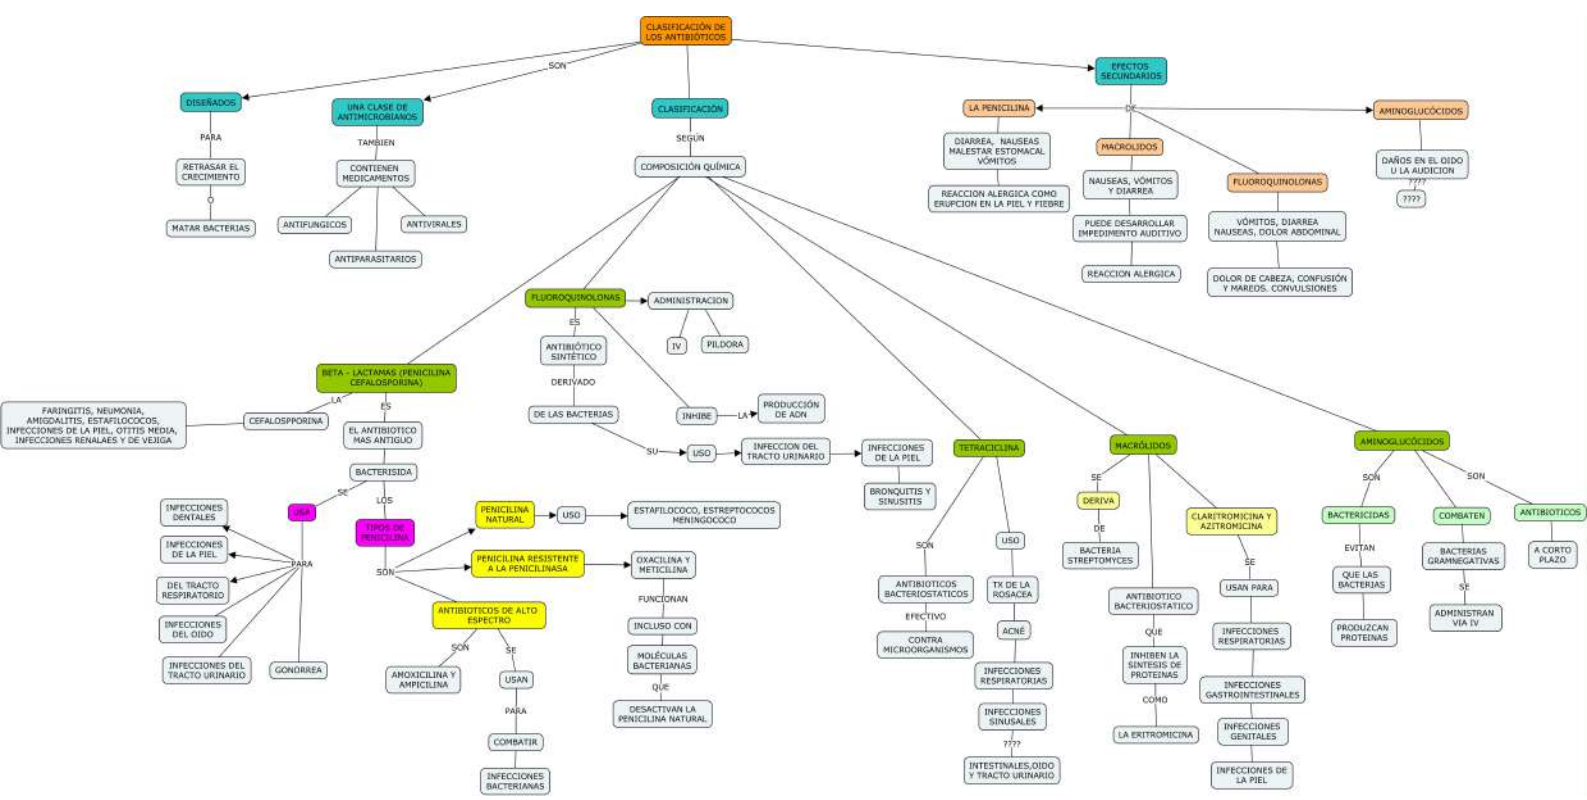 CLASIFICACIÓN DE
LOS ANTIBIÓTICOS
SON
DISEÑADOS
PARA
RETRASAR EL
CRECIMIENTO
O
MATAR BACTERIAS
UNA CLASE DE
ANTIMICROBIANOS
TAMBIEN
CONTIENEN
MEDICAMENTOS
ANTIFUNGICOS
ANTIVIRALES
ANTIPARASITARIOS
CLASIFICACIÓN
SEGÚN
COMPOSICIÓN QUÍMICA
EFECTOS
SECUNDARIOS
DE
LA PENICILINA
DIARREA, NAUSEAS
MALESTAR ESTOMACAL
VÓMITOS
REACCION ALERGICA COMO
ERUPCION EN LA PIEL Y FIEBRE
MACROLIDOS
NAUSEAS, VÓMITOS
Y DIARREA
PUEDE DESARROLLAR
IMPEDIMENTO AUDITIVO
REACCION ALERGICA
FLUOROQUINOLONAS
VÓMITOS, DIARREA
NAUSEAS, DOLOR ABDOMINAL
DOLOR DE CABEZA, CONFUSIÓN
Y MAREOS. CONVULSIONES
AMINOGLUCÓCIDOS
DAÑOS EN EL OIDO
U LA AUDICION
????
????
BETA - LACTAMAS (PENICILINA
CEFALOSPORINA)
LA
CEFALOSPPORINA
FARINGITIS, NEUMONIA,
AMIGDALITIS, ESTAFILOCOCOS,
INFECCIONES DE LA PIEL, OTITIS MEDIA,
INFECCIONES RENALAES Y DE VEJIGA
ES
EL ANTIBIOTICO
MAS ANTIGUO
BACTERISIDA
SE
USA
PARA
INFECCIONES
DENTALES
INFECCIONES
DE LA PIEL
DEL TRACTO
RESPIRATORIO
INFECCIONES
DEL OIDO
INFECCIONES DEL
TRACTO URINARIO
GONORREA
LOS
TIPOS DE
PENICILINA
SON
PENICILINA
NATURAL
USO
ESTAFILOCOCO, ESTREPTOCOCOS
MENINGOCOCO
PENICILINA RESISTENTE
A LA PENICILINASA
OXACILINA Y
METICILINA
FUNCIONAN
INCLUSO CON
MOLÉCULAS
BACTERIANAS
QUE
DESACTIVAN LA
PENICILINA NATURAL
ANTIBIOTICOS DE ALTO
ESPECTRO
SON
AMOXICILINA Y
AMPICILINA
SE
USAN
PARA
COMBATIR
INFECCIONES
BACTERIANAS
FLUOROQUINOLONAS
ADMINISTRACION
IV
PILDORA
ES
ANTIBIÓTICO
SINTÉTICO
DERIVADO
DE LAS BACTERIAS
SU
USO
INFECCION DEL
TRACTO URINARIO
INFECCIONES
DE LA PIEL
BRONQUITIS Y
SINUSITIS
INHIBE
LA
PRODUCCIÓN
DE ADN
TETRACICLINA
SON
ANTIBIOTICOS
BACTERIOSTATICOS
EFECTIVO
CONTRA
MICROORGANISMOS
USO
TX DE LA
ROSACEA
ACNÉ
INFECCIONES
RESPIRATORIAS
INFECCIONES
SINUSALES
????
INTESTINALES,OIDO
Y TRACTO URINARIO
MACRÓLIDOS
SE
DERIVA
DE
BACTERIA
STREPTOMYCES
ANTIBIOTICO
BACTERIOSTATICO
QUE
INHIBEN LA
SINTESIS DE
PROTEINAS
COMO
LA ERITROMICINA
CLARITROMICINA Y
AZITROMICINA
SE
USAN PARA
INFECCIONES
RESPIRATORIAS
INFECCIONES
GASTROINTESTINALES
INFECCIONES
GENITALES
INFECCIONES DE
LA PIEL
AMINOGLUCÓCIDOS
SON
BACTERICIDAS
EVITAN
QUE LAS
BACTERIAS
PRODUZCAN
PROTEINAS
COMBATEN
BACTERIAS
GRAMNEGATIVAS
SE
ADMINISTRAN
VIA IV
SON
ANTIBIOTICOS
A CORTO
PLAZO